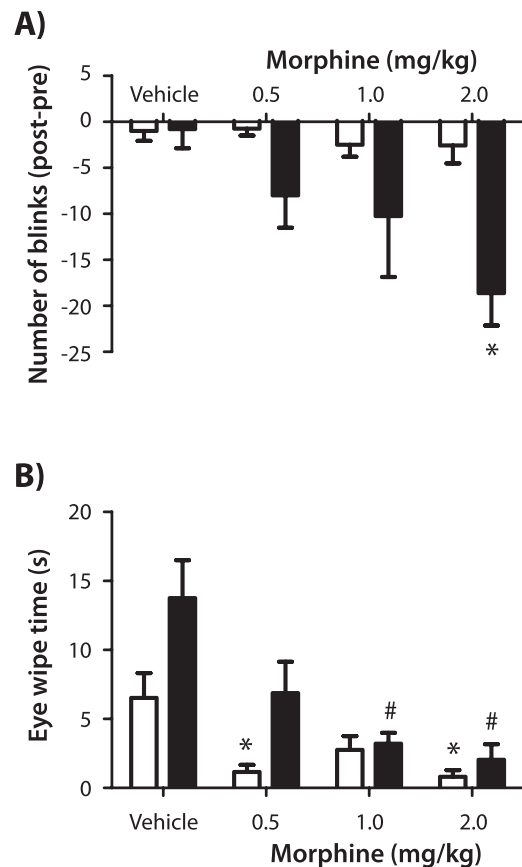 A)
Morphine (mg/kg)
Vehicle 0.5 1.0 2.0
5
0
-5
-10
-15
-20
-25
Number of blinks (post-pre)
*
B)
20
15
10
5
0
Eye wipe time (s)
* # * #
Vehicle 0.5 1.0 2.0
Morphine (mg/kg)